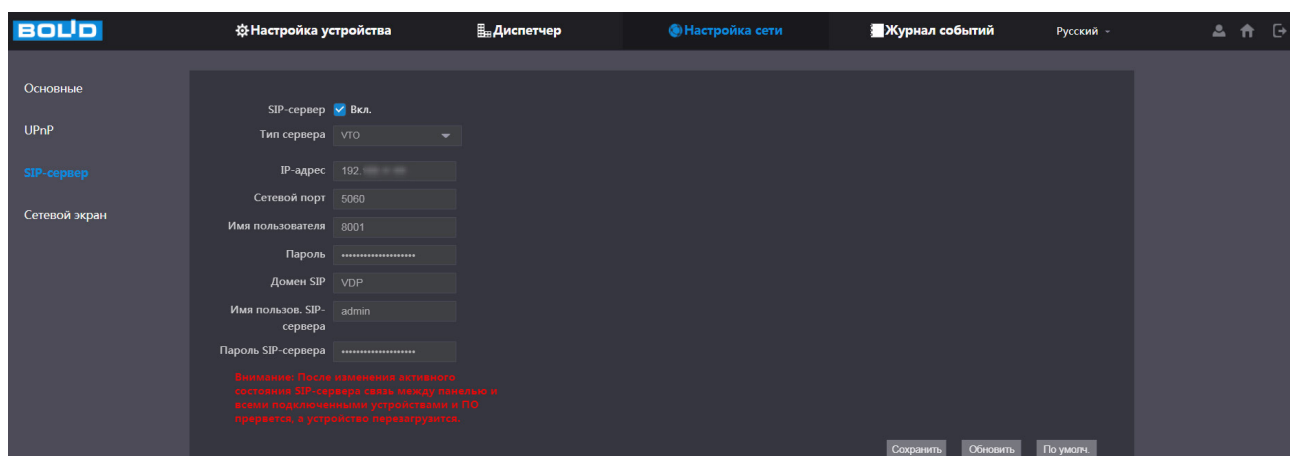 BOLID
Настройка устройства
Диспетчер
Настройка сети
Журнал событий
Русский
Основные
UPnP
SIP-сервер
Сетевой экран
SIP-сервер Вкл.
Тип сервера VTO
IP-адрес 192.
Сетевой порт 5060
Имя пользователя 8001
Пароль ••••••••••••••••••••
Домен SIP VDP
Имя пользов. SIP-
сервера admin
Пароль SIP-сервера ••••••••••••••••••••
Внимание: После изменения активного
состояние SIP-сервера связь между панелью и
всеми подключенными устройствами и ПО
прервется, а устройство перезагрузится.
Сохранить
Обновить
По умолч.